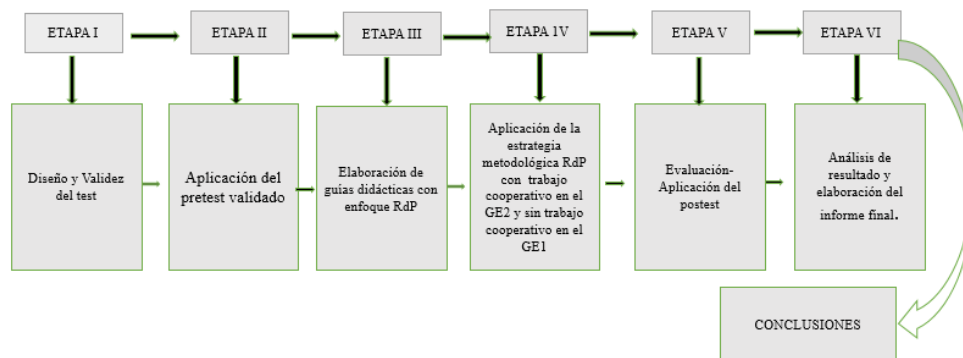 ETAPA I
ETAPA II
ETAPA III
ETAPA 1V
ETAPA V
ETAPA VI
Diseño y Validez
del test
Aplicación del
pretest validado
Elaboración de
guías didácticas con
enfoque RdP
Aplicación de la
estrategia
metodológica RdP
con trabajo
cooperativo en el
GE2 y sin trabajo
cooperativo en el
GE1
Evaluación-
Aplicación del
postest
Análisis de
resultado y
elaboración del
informe final.
CONCLUSIONES